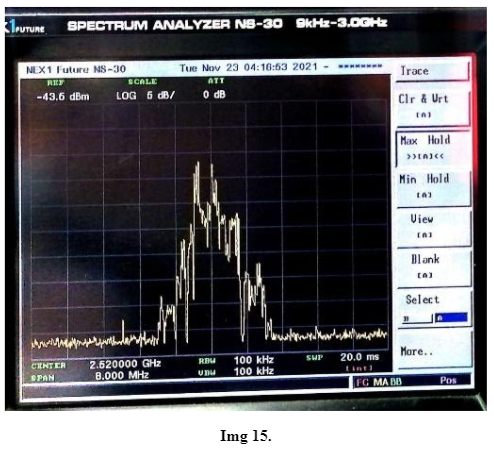 X1 FUTURE SPECTRUM ANALYZER NS-30 9kHz-3.0GHz
NEX1 Future NS-30 Tue Nov 23 04:16:53 2021 - ********
REF SCALE ATT
-43.6 dBm LOG 5 dB/ 0 dB
Trace
Clr & Wrt
[A]
Max Hold
>>[A]<<
Min Hold
[A]
View
[A]
Blank
[A]
Select
B A
More..
CENTER 2.520000 GHz RBW 100 kHz SWP 20.0 ms
SPAN 8.000 MHz VBW 100 kHz [int]
FC MA BB Pos
Img 15.